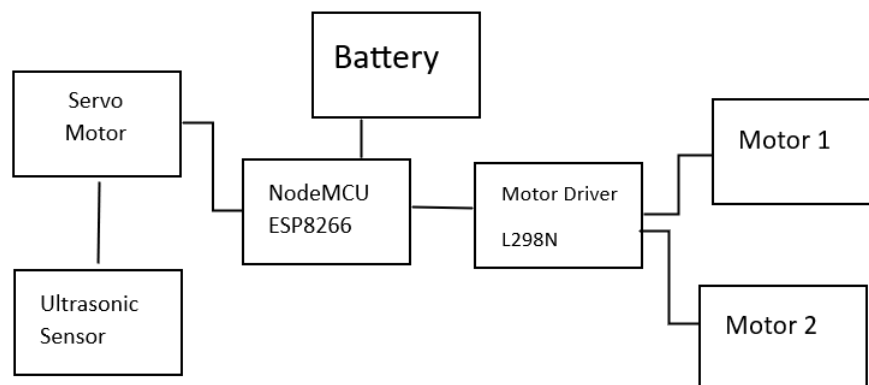 Battery
Servo
Motor
Motor 1
NodeMCU
ESP8266
Motor Driver
L298N
Ultrasonic
Sensor
Motor 2